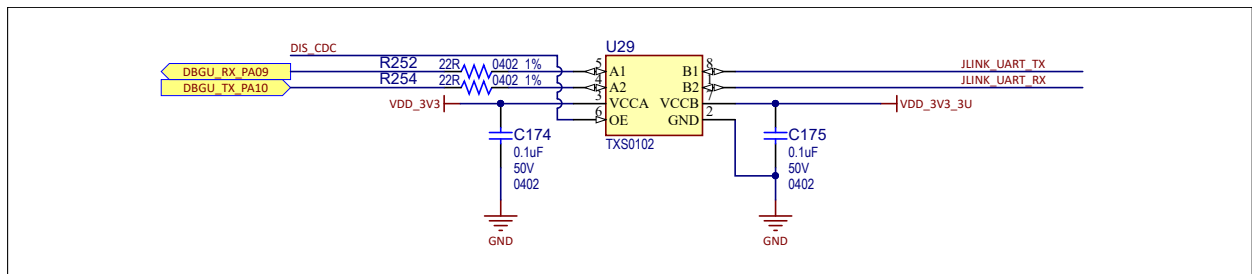 U29
DIS_CDC
R252 22R 0402 1% 5 A1 B1 8 JLINK_UART_TX
DBGU_RX_PA09
R254 22R 0402 1% 4 A2 B2 1 JLINK_UART_RX
DBGU_TX_PA10
VDD_3V3 3 VCCA VCCB 7 VDD_3V3_3U
6 OE GND 2
TXS0102
C174 C175
0.1uF 0.1uF
50V 50V
0402 0402
GND GND